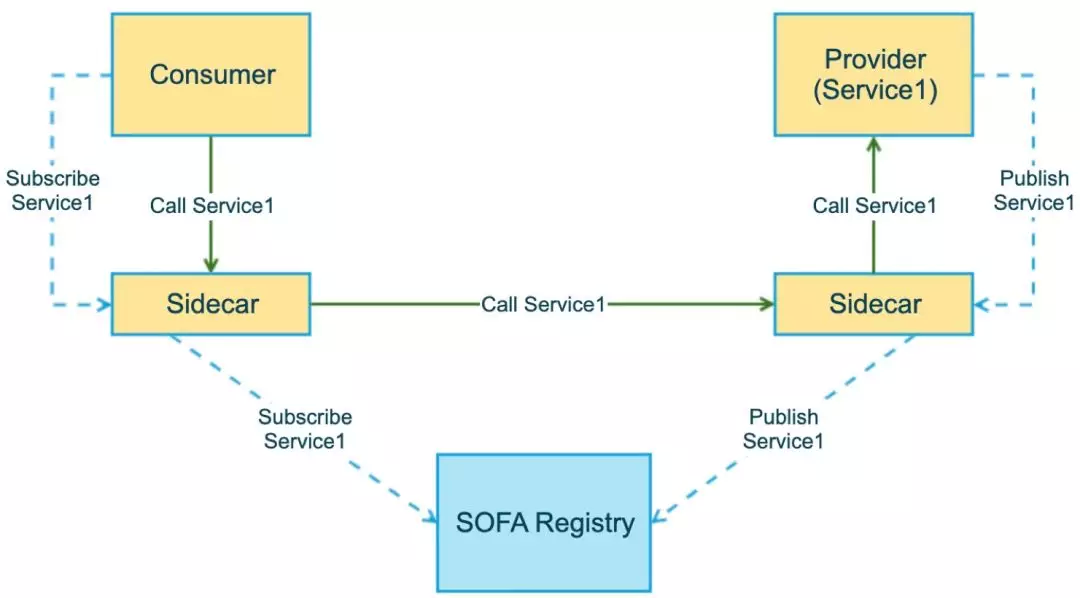 Consumer
Provider
(Service1)
Subscribe
Service1
Call Service1
Call Service1
Publish
Service1
Sidecar
Call Service1
Sidecar
Subscribe
Service1
Publish
Service1
SOFA Registry